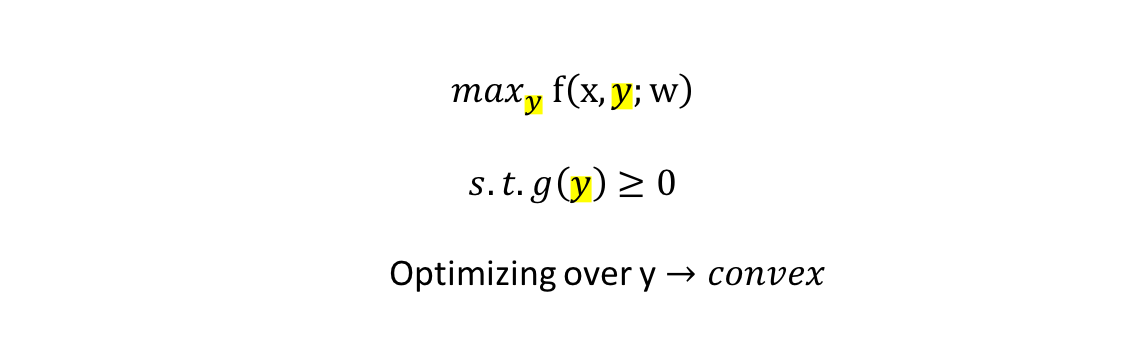 max_y f(x, y; w)
s. t. g(y) ≥ 0
Optimizing over y → convex